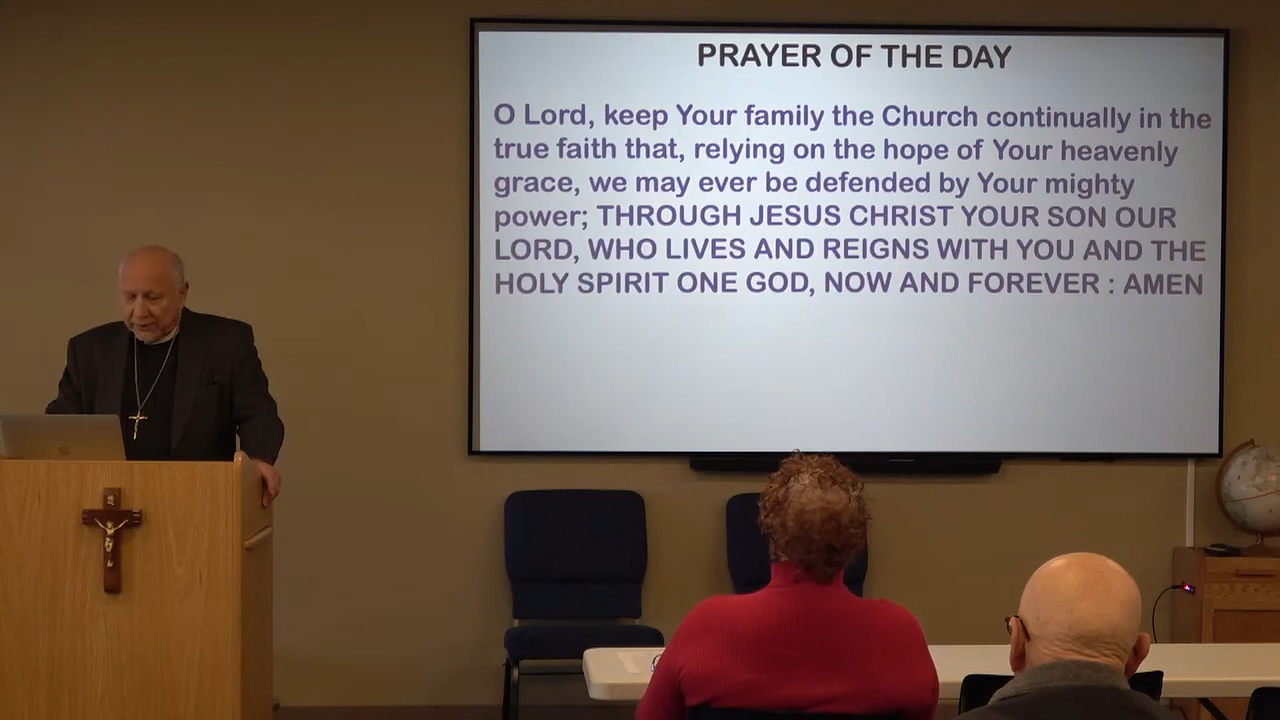 PRAYER OF THE DAY
O Lord, keep Your family the Church continually in the
true faith that, relying on the hope of Your heavenly
grace, we may ever be defended by Your mighty
power; THROUGH JESUS CHRIST YOUR SON OUR
LORD, WHO LIVES AND REIGNS WITH YOU AND THE
HOLY SPIRIT ONE GOD, NOW AND FOREVER : AMEN